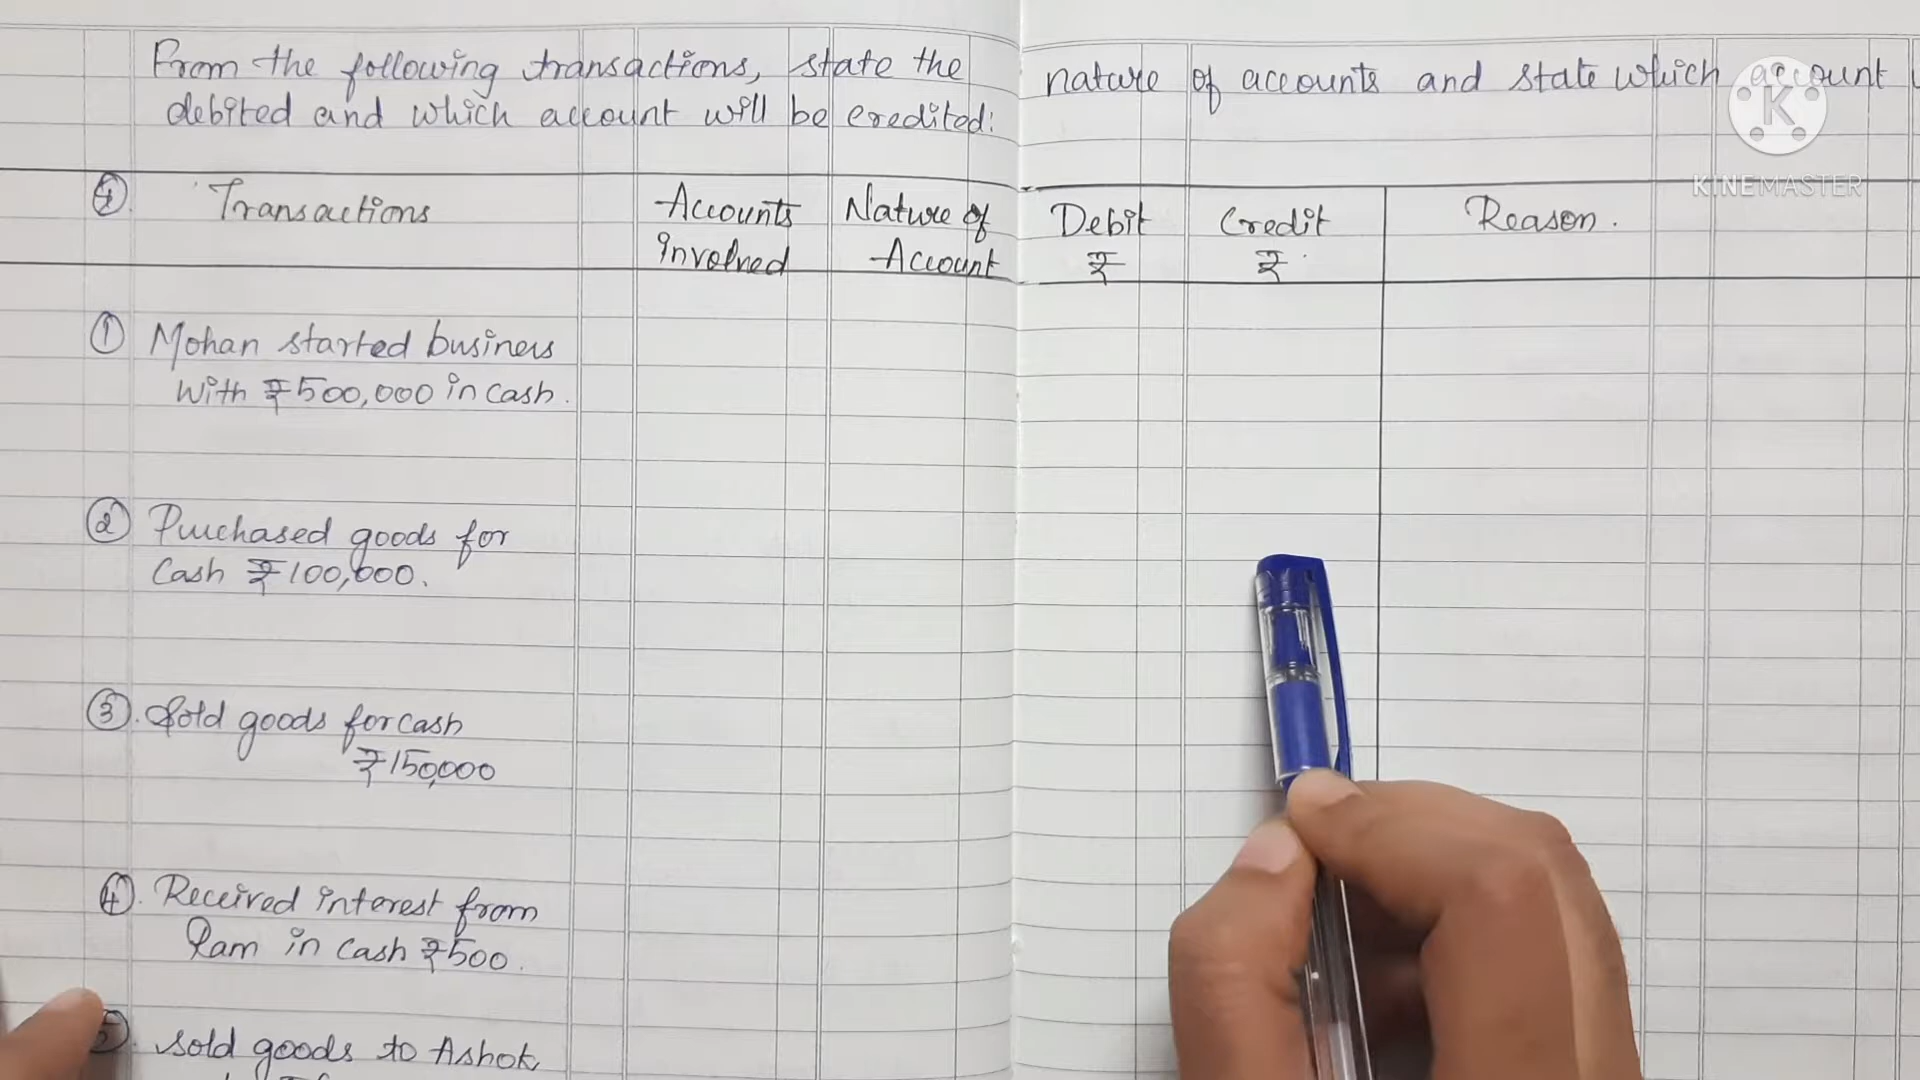 From the following transactions, state the nature of accounts and state which account
debited and which account will be credited:
Transactions
Accounts involved
Nature of Account
Debit ₹
Credit ₹
Reason.
① Mohan started business
with ₹500,000 in cash.
② Purchased goods for
cash ₹100,000.
③. Sold goods for cash
₹150,000
④. Received interest from
Ram in cash ₹500.
⑤. Sold goods to Ashok
K
KINEMASTER